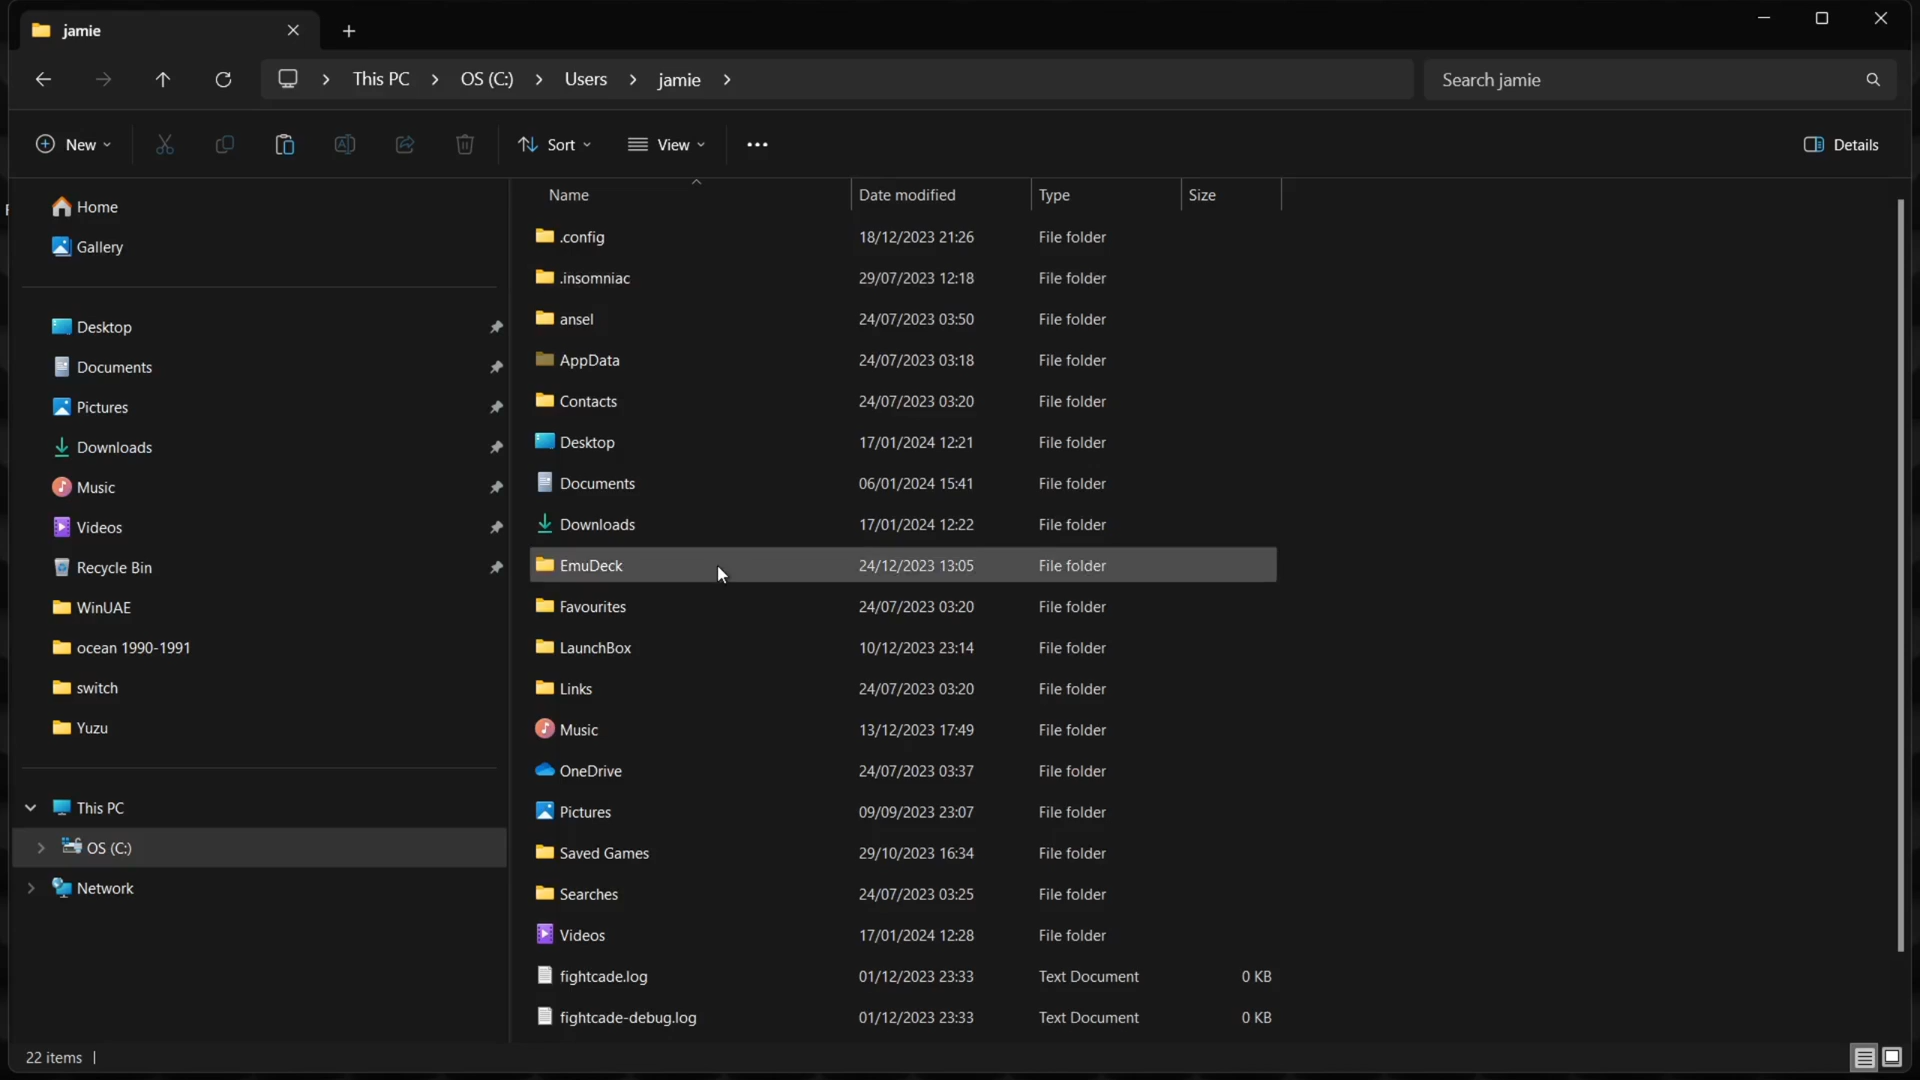 jamie
This PC > OS (C:) > Users > jamie >
Search jamie
New
Sort
View
Details
Home
Gallery
Desktop
Documents
Pictures
Downloads
Music
Videos
Recycle Bin
WinUAE
ocean 1990-1991
switch
Yuzu
This PC
OS (C:)
Network
Name Date modified Type Size
.config 18/12/2023 21:26 File folder
.insomniac 29/07/2023 12:18 File folder
ansel 24/07/2023 03:50 File folder
AppData 24/07/2023 03:18 File folder
Contacts 24/07/2023 03:20 File folder
Desktop 17/01/2024 12:21 File folder
Documents 06/01/2024 15:41 File folder
Downloads 17/01/2024 12:22 File folder
EmuDeck 24/12/2023 13:05 File folder
Favourites 24/07/2023 03:20 File folder
LaunchBox 10/12/2023 23:14 File folder
Links 24/07/2023 03:20 File folder
Music 13/12/2023 17:49 File folder
OneDrive 24/07/2023 03:37 File folder
Pictures 09/09/2023 23:07 File folder
Saved Games 29/10/2023 16:34 File folder
Searches 24/07/2023 03:25 File folder
Videos 17/01/2024 12:28 File folder
fightcade.log 01/12/2023 23:33 Text Document 0 KB
fightcade-debug.log 01/12/2023 23:33 Text Document 0 KB
22 items